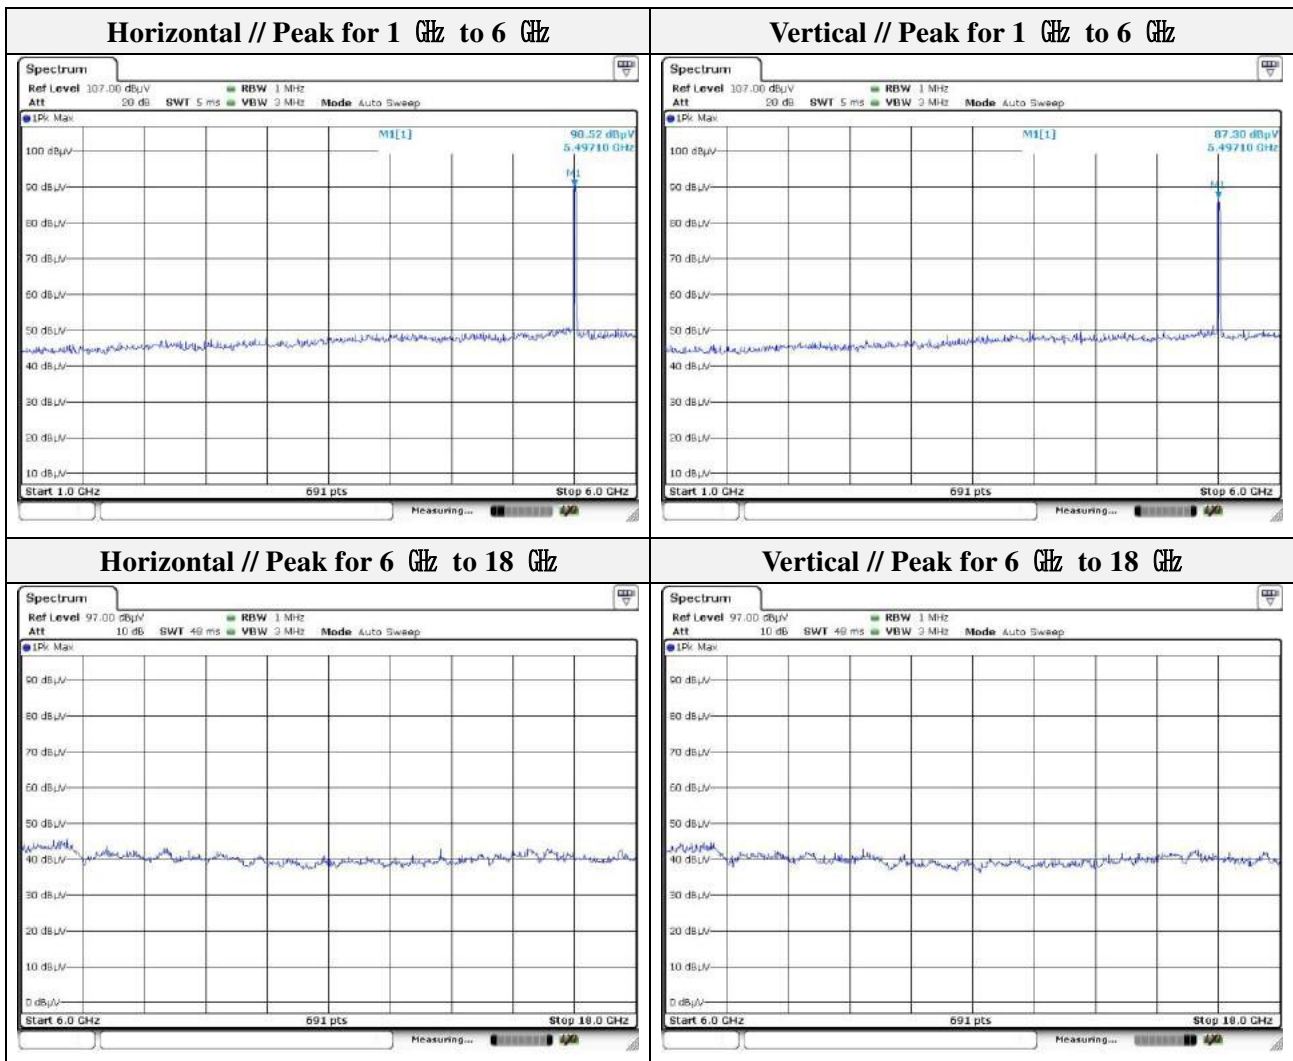 Horizontal // Peak for 1 ㎓ to 6 ㎓
Vertical // Peak for 1 ㎓ to 6 ㎓
Spectrum
Ref Level 107.00 dBµV RBW 1 MHz
Att 20 dB SWT 5 ms VBW 3 MHz Mode Auto Sweep
1Pk Max
M1[1] 90.52 dBµV
5.49710 GHz
M1
100 dBµV
90 dBµV
80 dBµV
70 dBµV
60 dBµV
50 dBµV
40 dBµV
30 dBµV
20 dBµV
10 dBµV
Start 1.0 GHz 691 pts Stop 6.0 GHz
Measuring...
Spectrum
Ref Level 107.00 dBµV RBW 1 MHz
Att 20 dB SWT 5 ms VBW 3 MHz Mode Auto Sweep
1Pk Max
M1[1] 87.30 dBµV
5.49710 GHz
M1
100 dBµV
90 dBµV
80 dBµV
70 dBµV
60 dBµV
50 dBµV
40 dBµV
30 dBµV
20 dBµV
10 dBµV
Start 1.0 GHz 691 pts Stop 6.0 GHz
Measuring...
Horizontal // Peak for 6 ㎓ to 18 ㎓
Vertical // Peak for 6 ㎓ to 18 ㎓
Spectrum
Ref Level 97.00 dBµV RBW 1 MHz
Att 10 dB SWT 48 ms VBW 3 MHz Mode Auto Sweep
1Pk Max
90 dBµV
80 dBµV
70 dBµV
60 dBµV
50 dBµV
40 dBµV
30 dBµV
20 dBµV
10 dBµV
0 dBµV
Start 6.0 GHz 691 pts Stop 18.0 GHz
Measuring...
Spectrum
Ref Level 97.00 dBµV RBW 1 MHz
Att 10 dB SWT 48 ms VBW 3 MHz Mode Auto Sweep
1Pk Max
90 dBµV
80 dBµV
70 dBµV
60 dBµV
50 dBµV
40 dBµV
30 dBµV
20 dBµV
10 dBµV
0 dBµV
Start 6.0 GHz 691 pts Stop 18.0 GHz
Measuring...